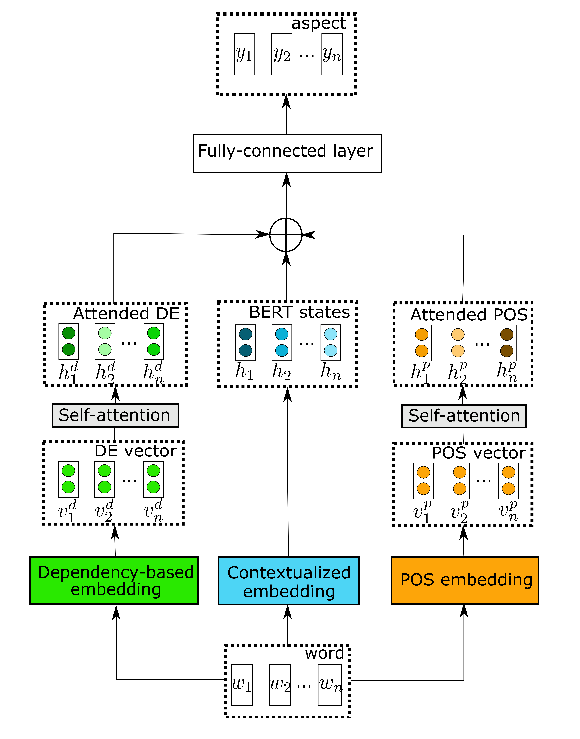 aspect
y₁ y₂ ... yₙ
Fully-connected layer
Attended DE
h₁ᵈ h₂ᵈ ... hₙᵈ
BERT states
h₁ h₂ ... hₙ
Attended POS
h₁ᵖ h₂ᵖ ... hₙᵖ
Self-attention
Self-attention
DE vector
v₁ᵈ v₂ᵈ ... vₙᵈ
POS vector
v₁ᵖ v₂ᵖ ... vₙᵖ
Dependency-based
embedding
Contextualized
embedding
POS embedding
word
w₁ w₂ ... wₙ